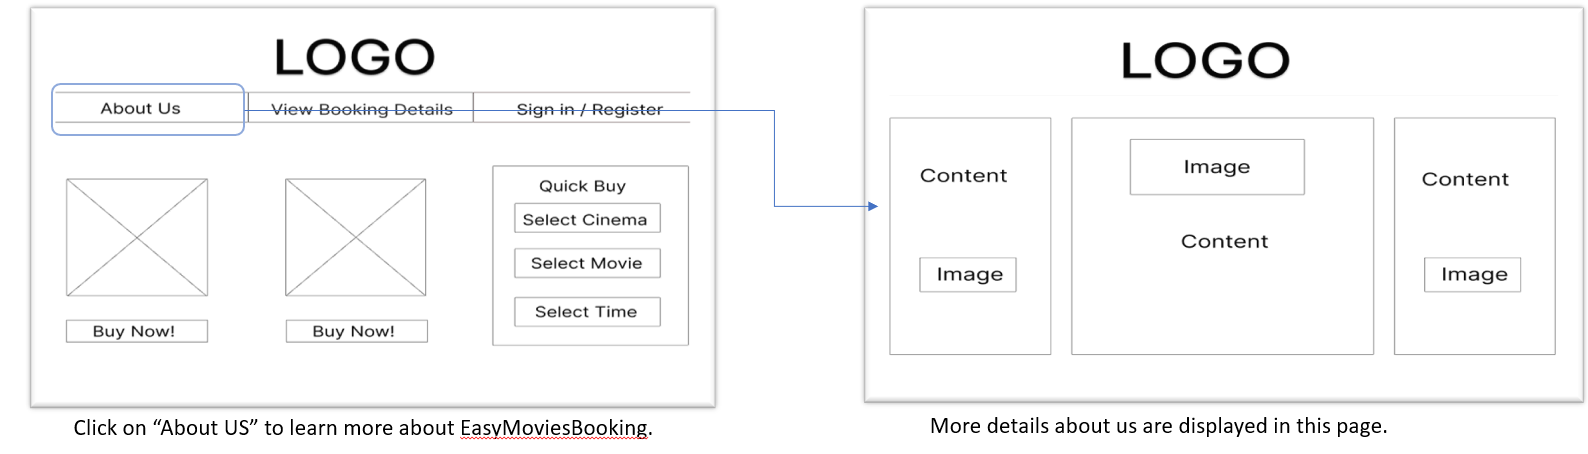 LOGO
About Us
View Booking Details
Sign in / Register
Quick Buy
Select Cinema
Select Movie
Select Time
Buy Now!
Buy Now!
Click on “About US” to learn more about EasyMoviesBooking.
LOGO
Content
Image
Image
Content
Content
Image
More details about us are displayed in this page.